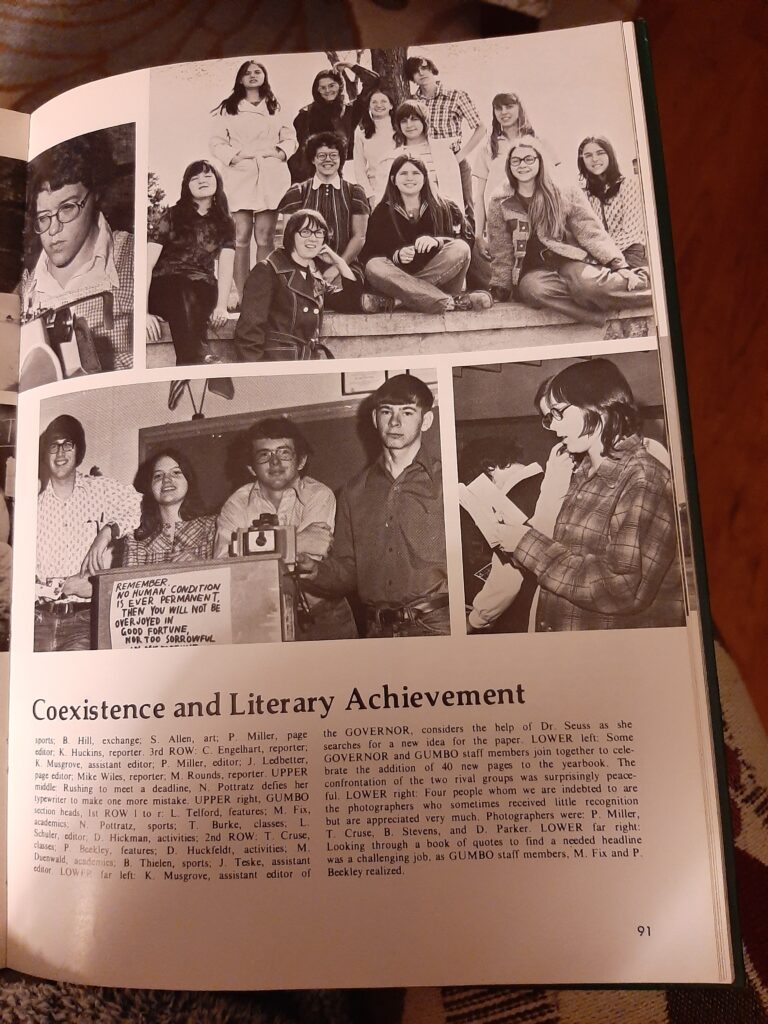 REMEMBER,
NO HUMAN CONDITION
IS EVER PERMANENT,
THEN YOU WILL NOT BE
OVERJOYED IN
GOOD FORTUNE,
NOR TOO SORROWFUL
Coexistence and Literary Achievement
sports; B. Hill, exchange; S. Allen, art; P. Miller, page
editor; K. Huckins, reporter. 3rd ROW: C. Engelhart, reporter;
K. Musgrove, assistant editor; P. Miller, editor; J. Ledbetter,
page editor; Mike Wiles, reporter; M. Rounds, reporter. UPPER
middle: Rushing to meet a deadline, N. Pottratz defies her
typewriter to make one more mistake. UPPER right, GUMBO
section heads, 1st ROW l to r: L. Telford, features; M. Fix,
academics; N. Pottratz, sports; T. Burke, classes; L.
Schuler, editor; D. Hickman, activities; 2nd ROW: T. Cruse,
classes; P. Beekley, features; D. Huckfeldt, activities; M.
Duenwald, academics; B. Thielen, sports; J. Teske, assistant
editor. LOWER far left: K. Musgrove, assistant editor of
the GOVERNOR, considers the help of Dr. Seuss as she
searches for a new idea for the paper. LOWER left: Some
GOVERNOR and GUMBO staff members join together to cele-
brate the addition of 40 new pages to the yearbook. The
confrontation of the two rival groups was surprisingly peace-
ful. LOWER right: Four people whom we are indebted to are
the photographers who sometimes received little recognition
but are appreciated very much. Photographers were: P. Miller,
T. Cruse, B. Stevens, and D. Parker. LOWER far right:
Looking through a book of quotes to find a needed headline
was a challenging job, as GUMBO staff members, M. Fix and P.
Beekley realized.
91